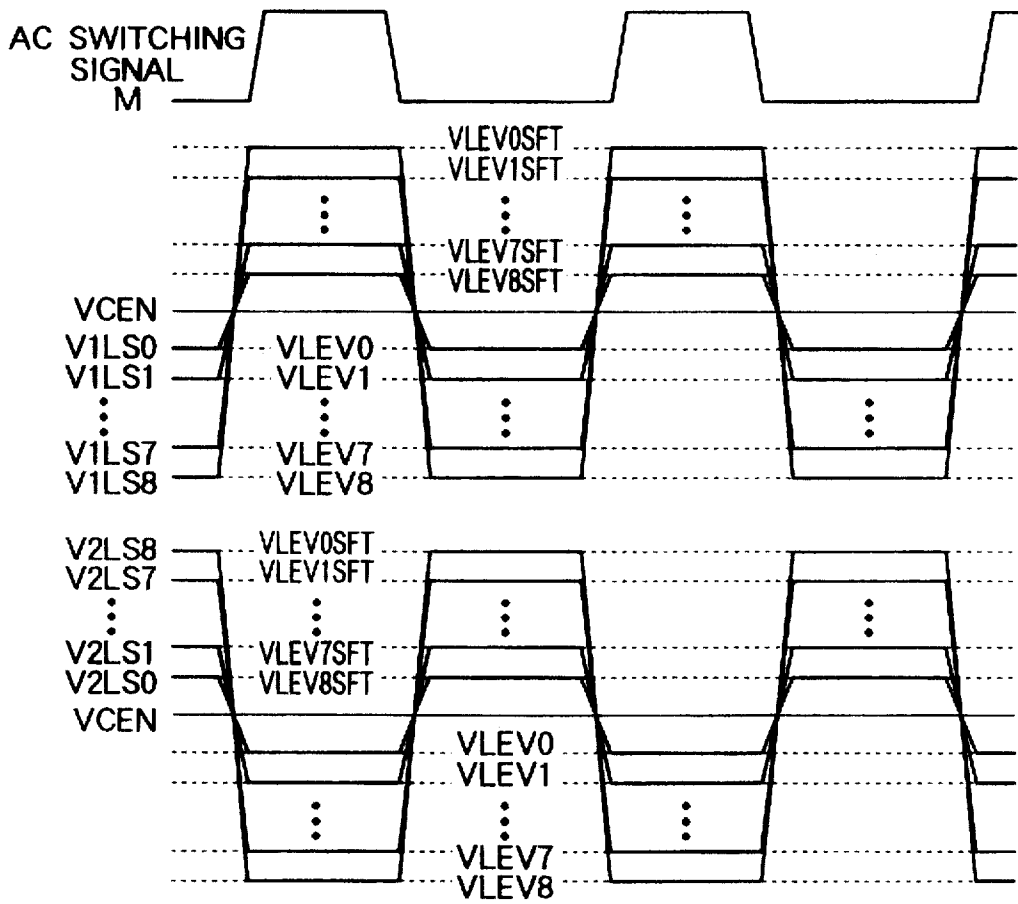 AC SWITCHING
SIGNAL
M
VLEV0SFT
VLEV1SFT
VLEV7SFT
VLEV8SFT
VCEN
V1LS0 VLEV0
V1LS1 VLEV1
V1LS7 VLEV7
V1LS8 VLEV8
V2LS8 VLEV0SFT
V2LS7 VLEV1SFT
V2LS1 VLEV7SFT
V2LS0 VLEV8SFT
VCEN
VLEV0
VLEV1
VLEV7
VLEV8